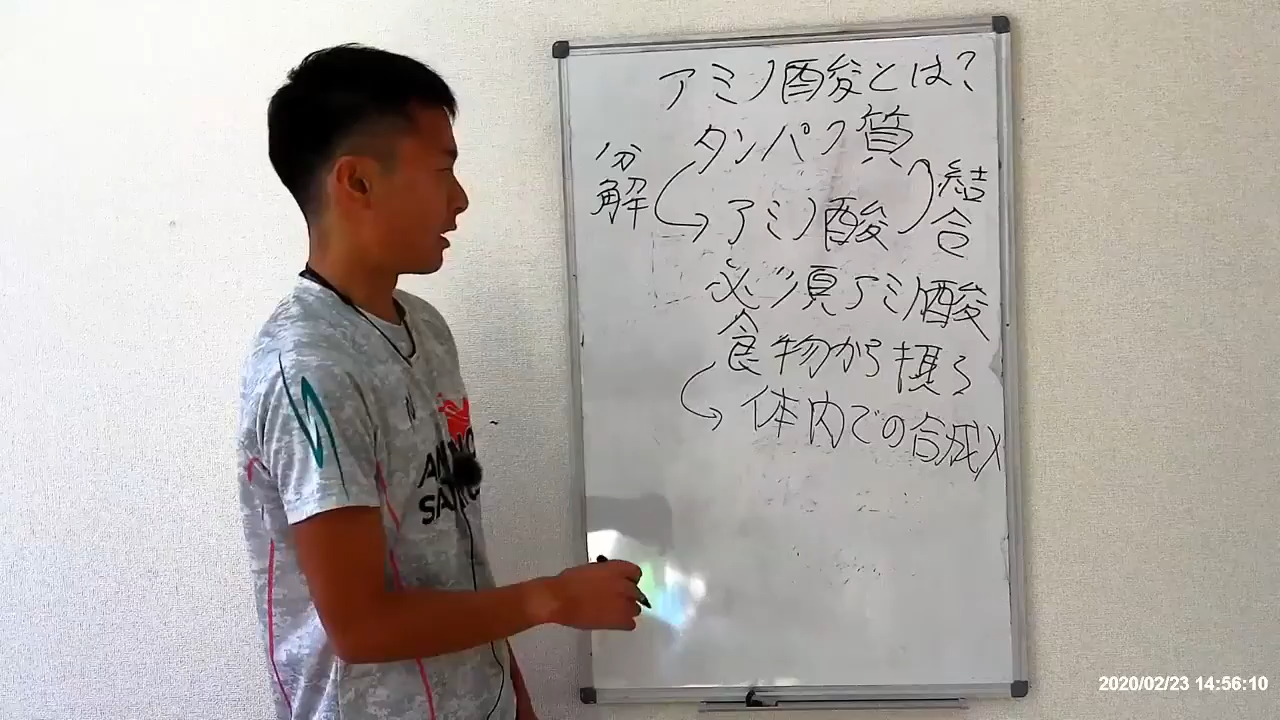 アミノ酸とは?
タンパク質
分解
結合
アミノ酸
必須アミノ酸
食物から摂る
体内での合成×
2020/02/23 14:56:10